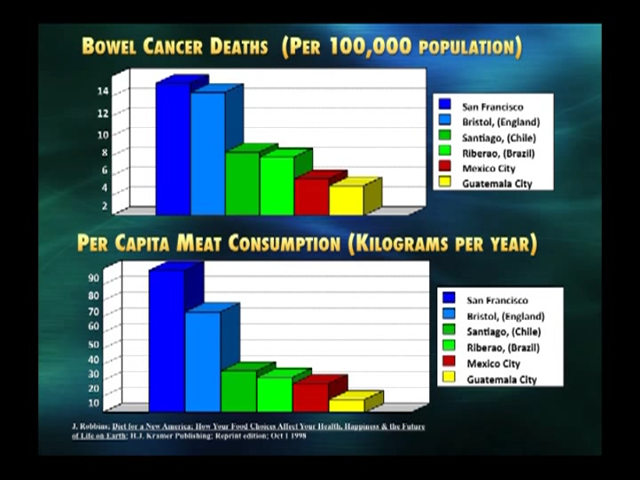 BOWEL CANCER DEATHS (PER 100,000 POPULATION)
14
12
10
8
6
4
2
San Francisco
Bristol, (England)
Santiago, (Chile)
Riberao, (Brazil)
Mexico City
Guatemala City
PER CAPITA MEAT CONSUMPTION (KILOGRAMS PER YEAR)
90
80
70
60
50
40
30
20
10
San Francisco
Bristol, (England)
Santiago, (Chile)
Riberao, (Brazil)
Mexico City
Guatemala City
J. Robbins; Diet for a New America: How Your Food Choices Affect Your Health, Happiness & the Future
of Life on Earth; H.J. Kramer Publishing; Reprint edition; Oct 1 1998